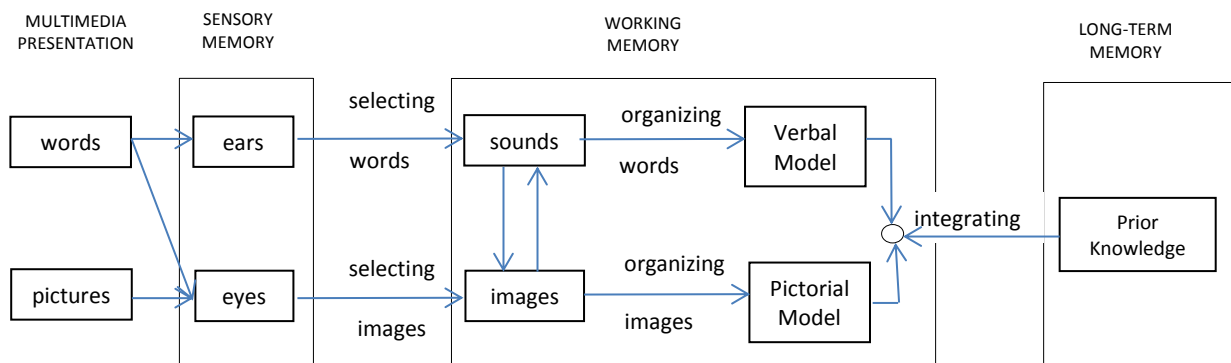 MULTIMEDIA
PRESENTATION
SENSORY
MEMORY
WORKING
MEMORY
LONG-TERM
MEMORY
words
ears
selecting
words
sounds
organizing
words
Verbal
Model
integrating
Prior
Knowledge
pictures
eyes
selecting
images
images
organizing
images
Pictorial
Model